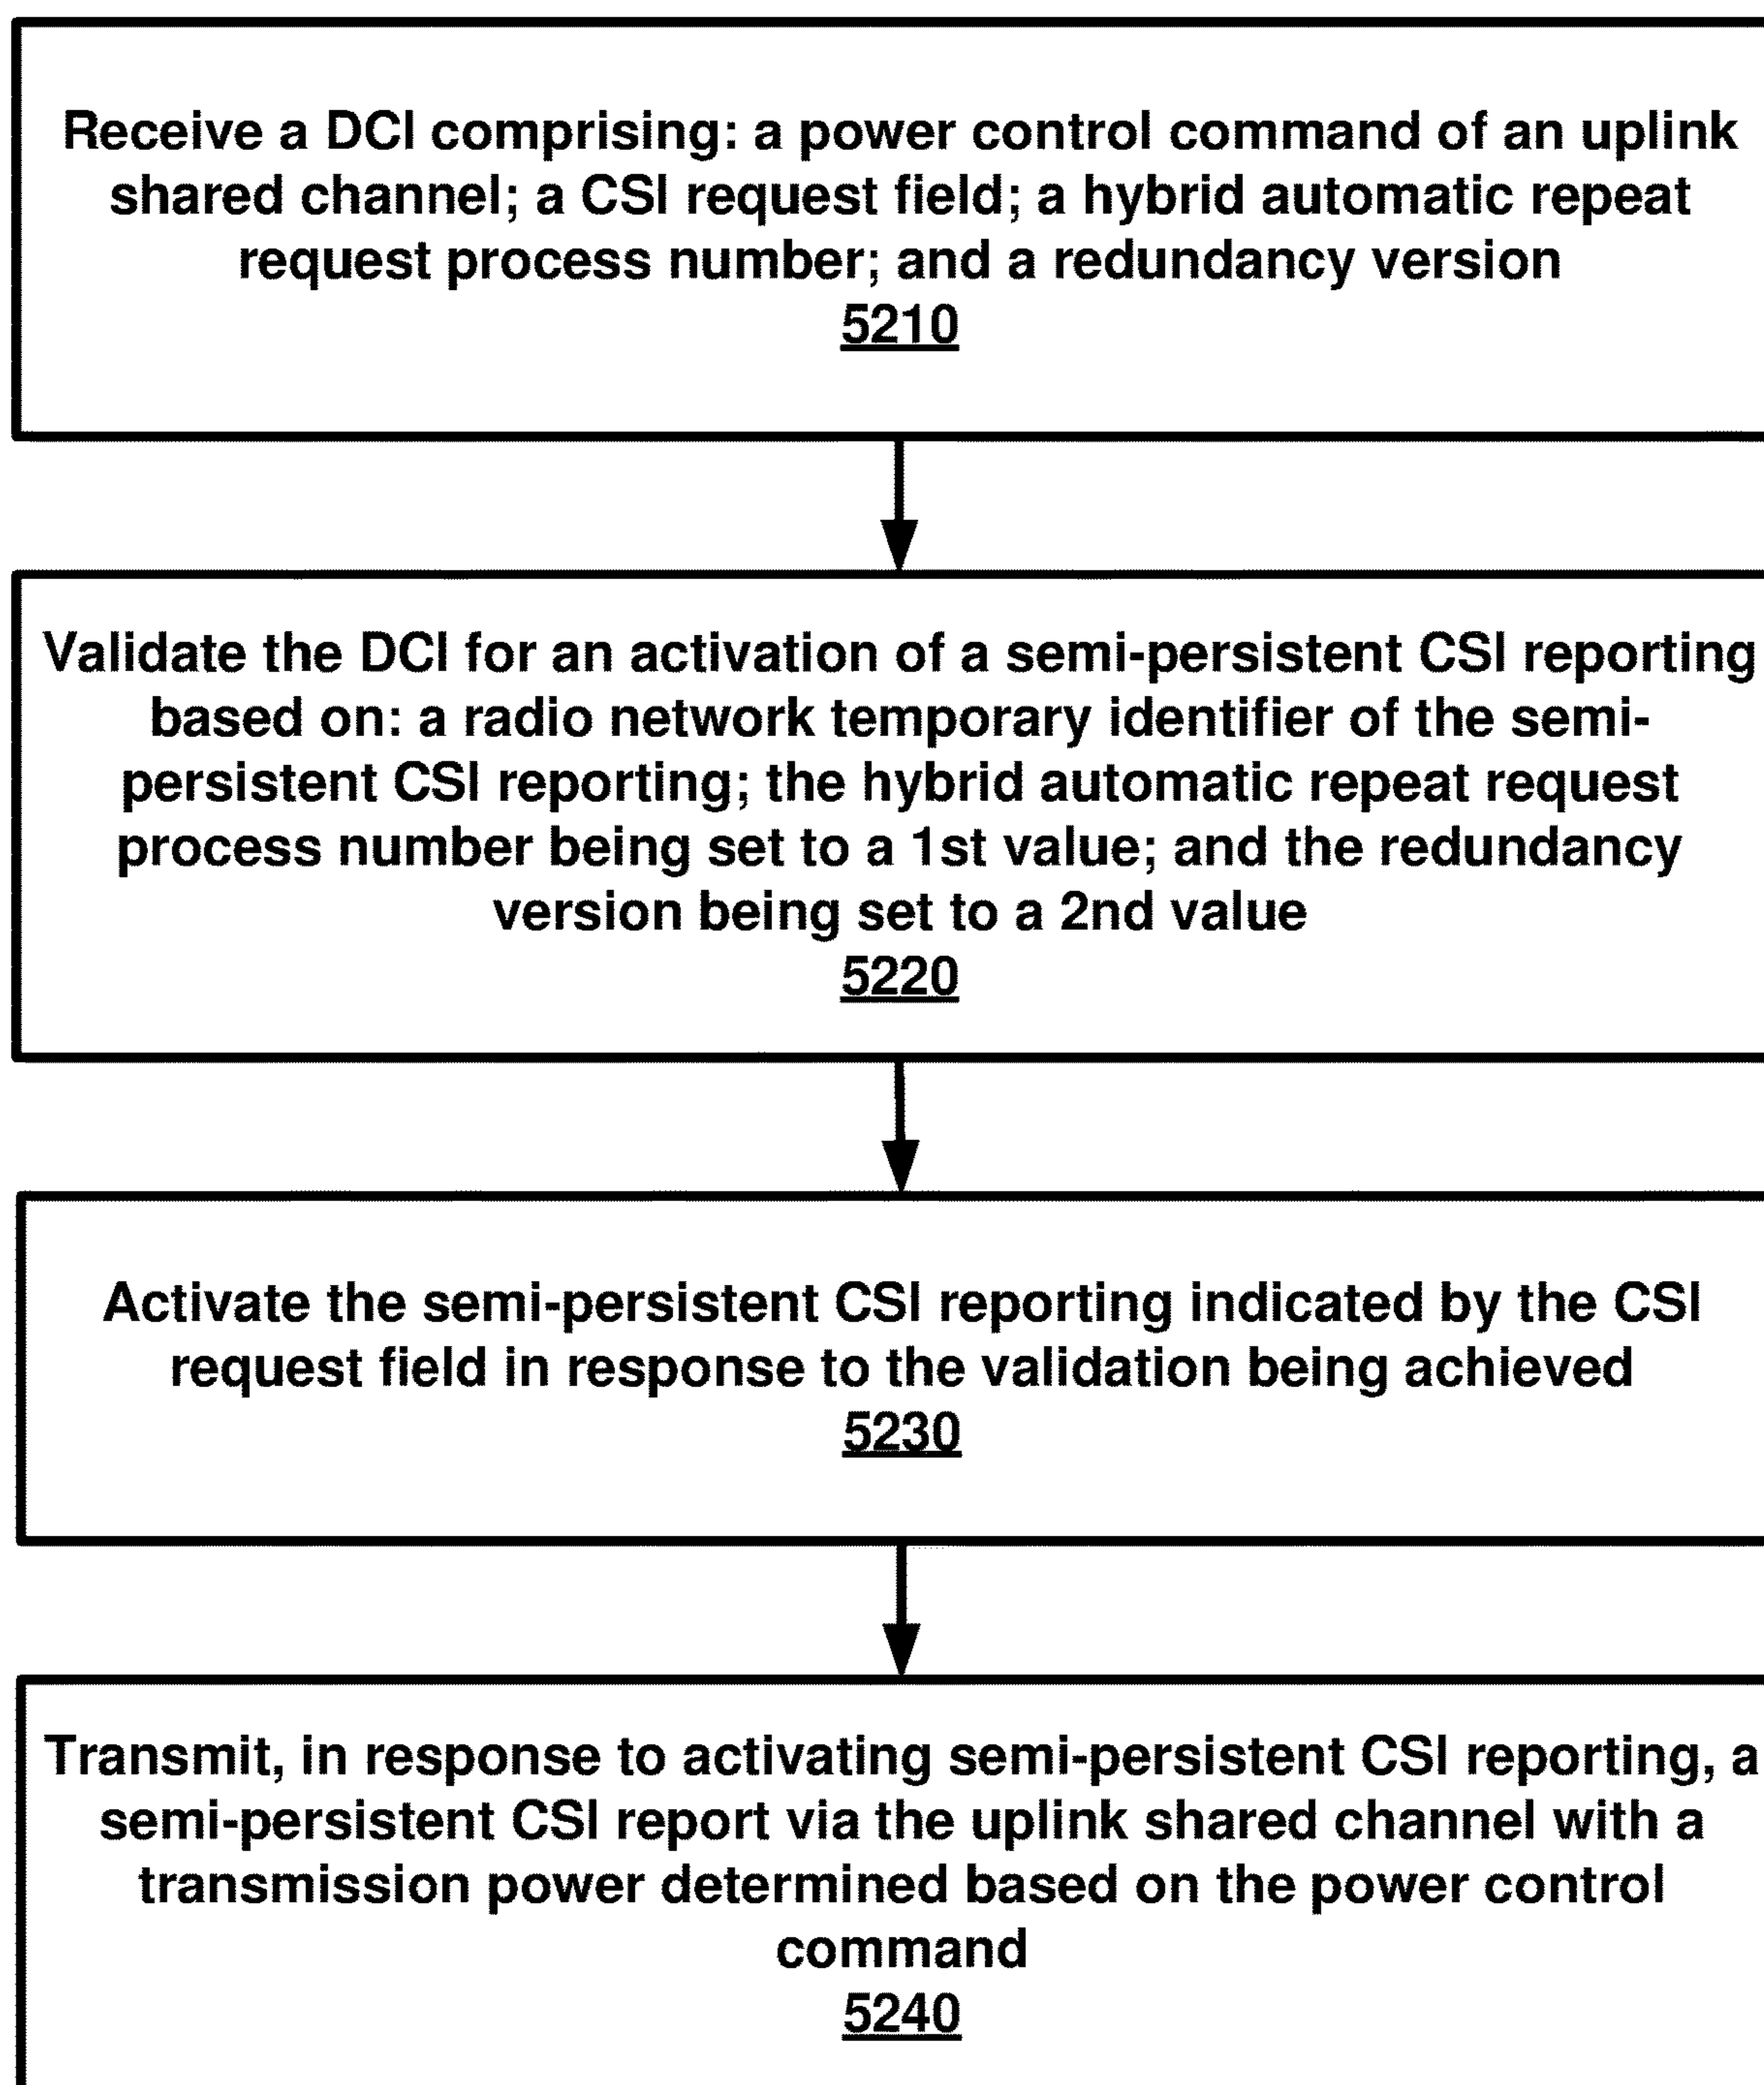 Receive a DCI comprising: a power control command of an uplink
shared channel; a CSI request field; a hybrid automatic repeat
request process number; and a redundancy version
5210
Validate the DCI for an activation of a semi-persistent CSI reporting
based on: a radio network temporary identifier of the semi-
persistent CSI reporting; the hybrid automatic repeat request
process number being set to a 1st value; and the redundancy
version being set to a 2nd value
5220
Activate the semi-persistent CSI reporting indicated by the CSI
request field in response to the validation being achieved
5230
Transmit, in response to activating semi-persistent CSI reporting, a
semi-persistent CSI report via the uplink shared channel with a
transmission power determined based on the power control
command
5240